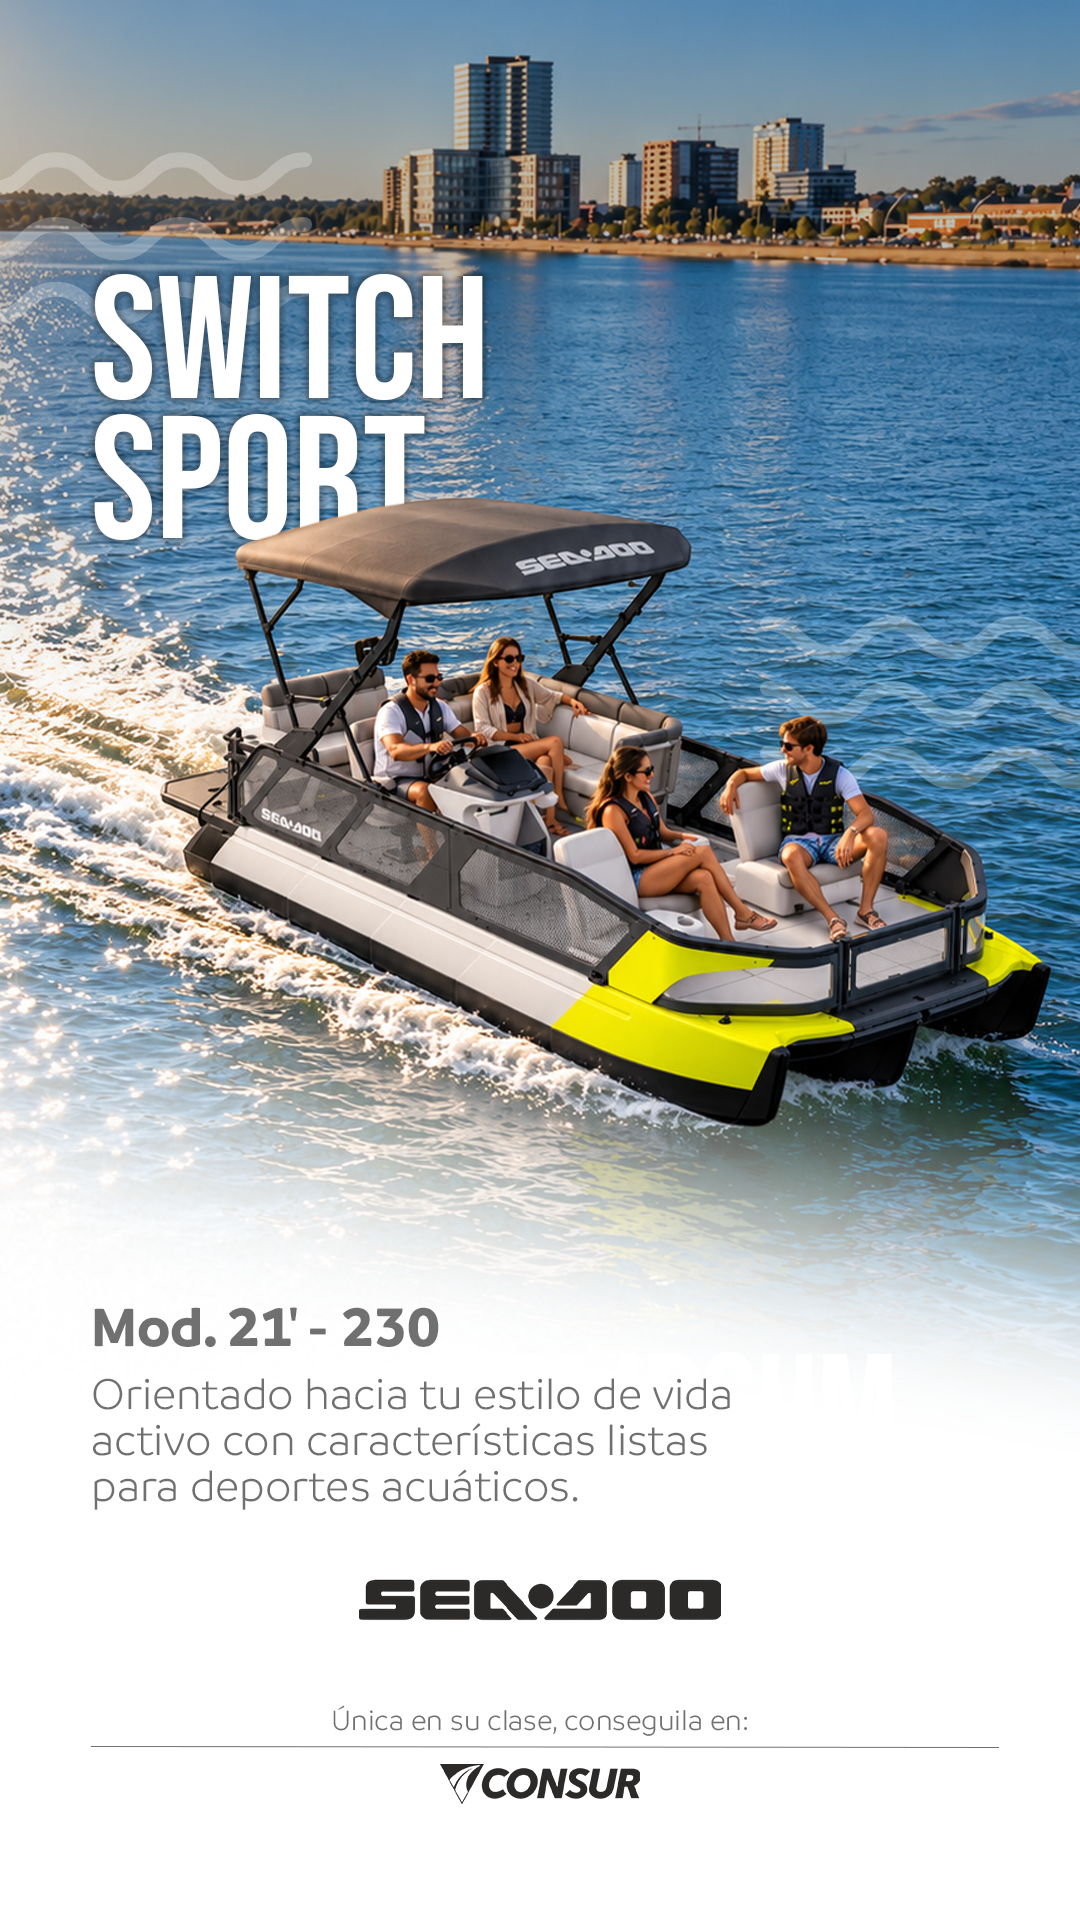 SWITCH
SPORT
SEA-DOO
SEA-DOO
Mod. 21' - 230
Orientado hacia tu estilo de vida
activo con características listas
para deportes acuáticos.
SEA-DOO
Única en su clase, conseguila en:
CONSUR